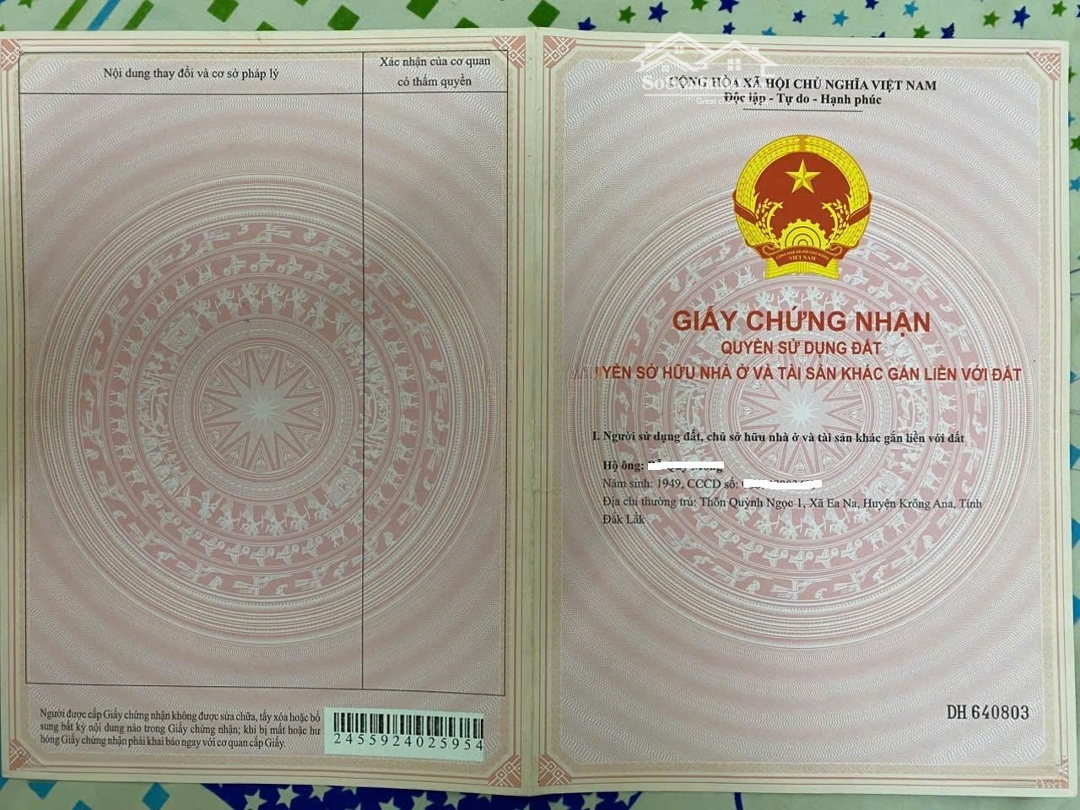 Nội dung thay đổi và cơ sở pháp lý
Xác nhận của cơ quan
có thẩm quyền
Người được cấp Giấy chứng nhận không được sửa chữa, tẩy xóa hoặc bổ
sung bất kỳ nội dung nào trong Giấy chứng nhận; khi bị mất hoặc hư
hỏng Giấy chứng nhận phải khai báo ngay với cơ quan cấp Giấy.
2455924025954
CỘNG HÒA XÃ HỘI CHỦ NGHĨA VIỆT NAM
Độc lập - Tự do - Hạnh phúc
VIỆT NAM
GIẤY CHỨNG NHẬN
QUYỀN SỬ DỤNG ĐẤT
SỞ HỮU NHÀ Ở VÀ TÀI SẢN KHÁC GẮN LIỀN VỚI ĐẤT
I. Người sử dụng đất, chủ sở hữu nhà ở và tài sản khác gắn liền với đất
Hộ ông:
Năm sinh: 1949, CCCD số:
Địa chỉ thường trú: Thôn Quỳnh Ngọc 1, Xã Ea Na, Huyện Krông Ana, Tỉnh
Đắk Lắk
DH 640803